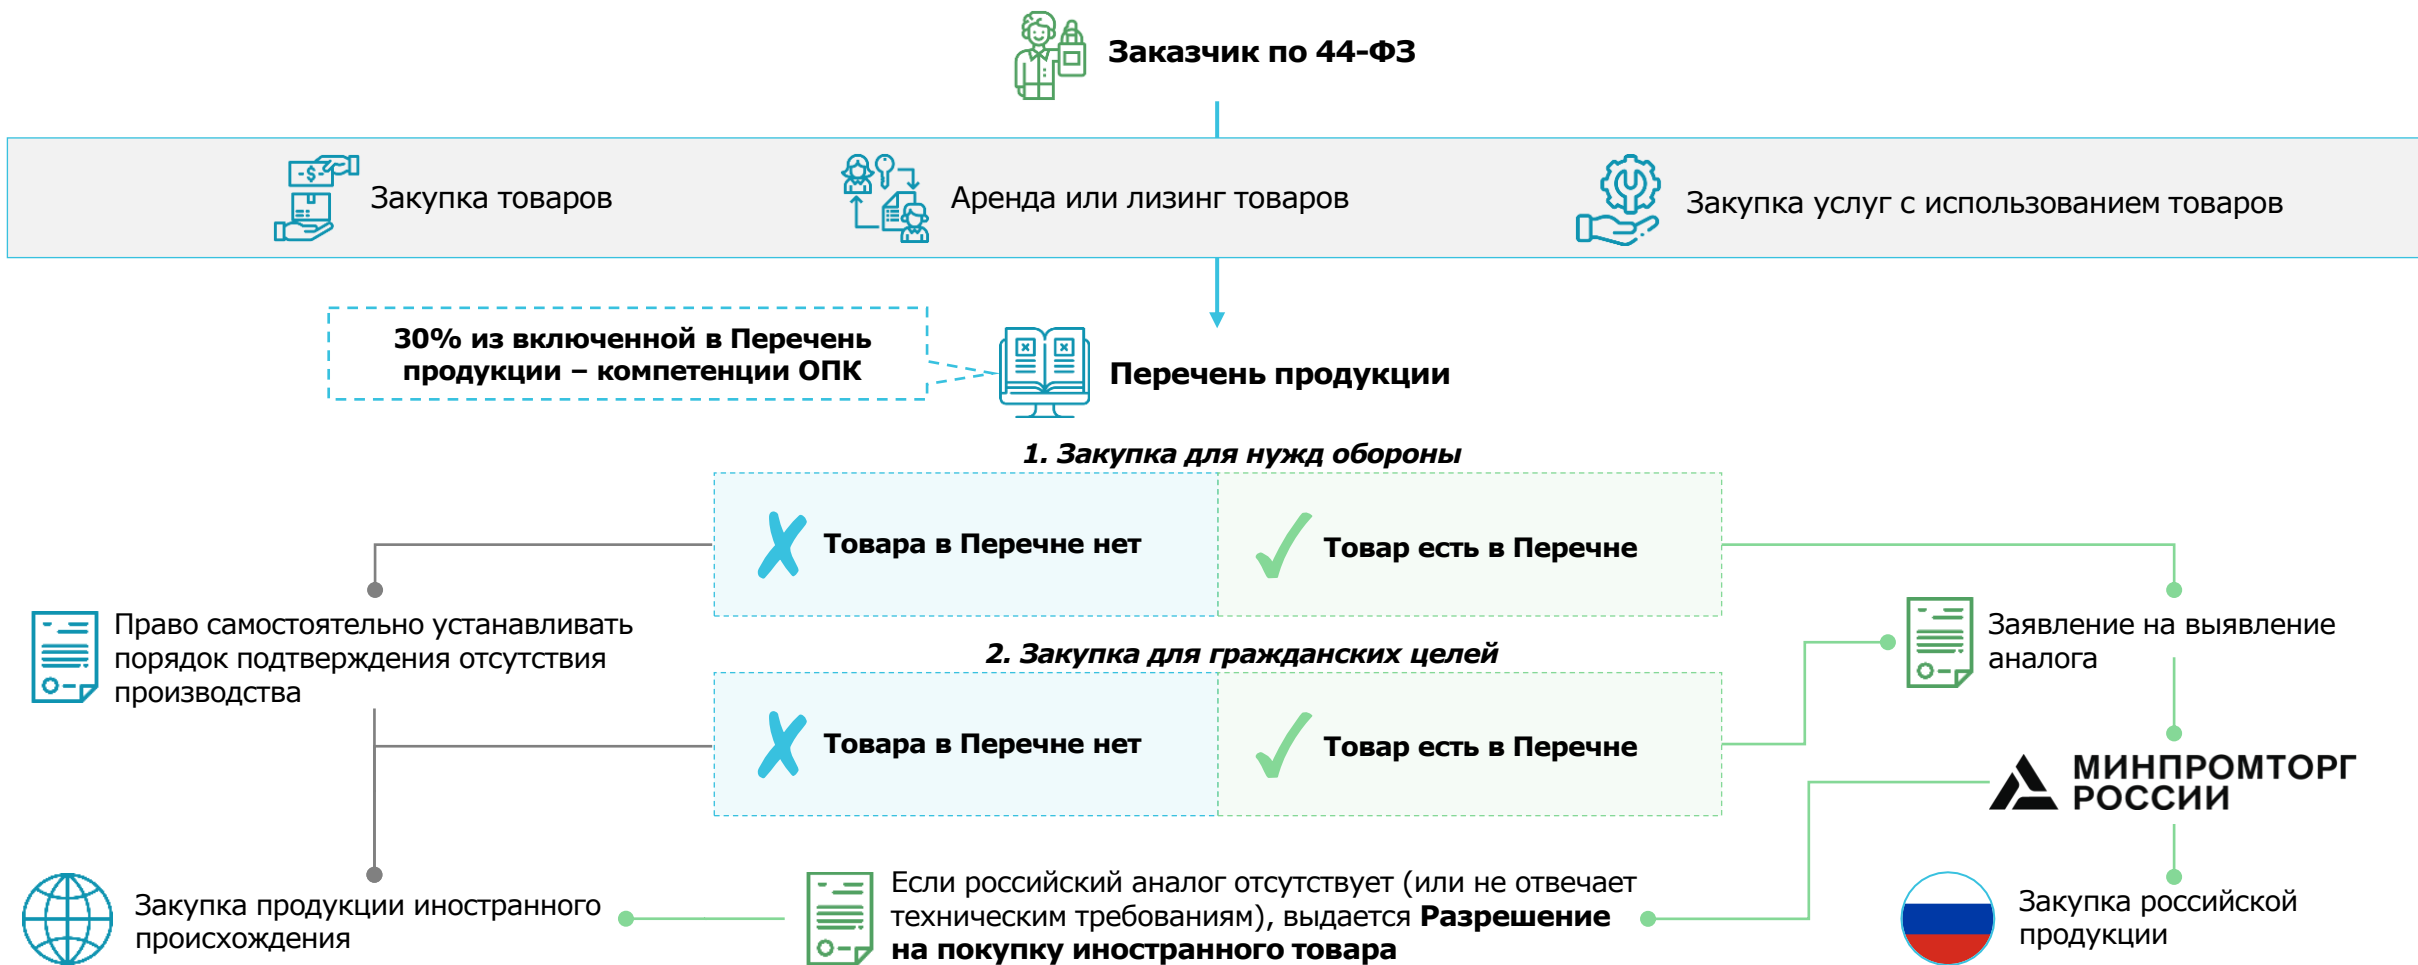 Заказчик по 44-ФЗ
Закупка товаров
Аренда или лизинг товаров
Закупка услуг с использованием товаров
30% из включенной в Перечень
продукции – компетенции ОПК
Перечень продукции
1. Закупка для нужд обороны
Товара в Перечне нет
Товар есть в Перечне
Право самостоятельно устанавливать
порядок подтверждения отсутствия
производства
Заявление на выявление
аналога
2. Закупка для гражданских целей
Товара в Перечне нет
Товар есть в Перечне
МИНПРОМТОРГ
РОССИИ
Закупка продукции иностранного
происхождения
Если российский аналог отсутствует (или не отвечает
техническим требованиям), выдается Разрешение
на покупку иностранного товара
Закупка российской
продукции